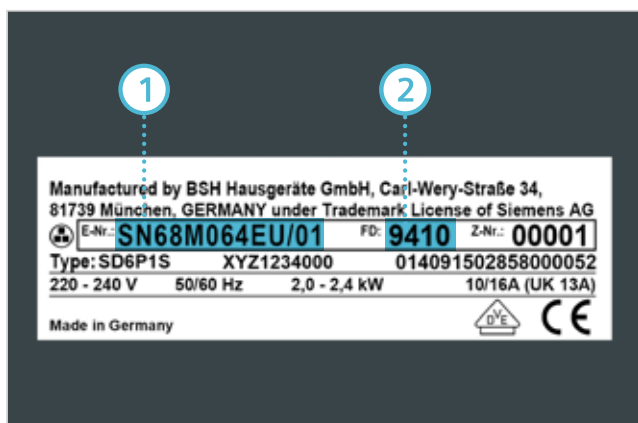 1 2
Manufactured by BSH Hausgeräte GmbH, Carl-Wery-Straße 34,
81739 München, GERMANY under Trademark License of Siemens AG
E-Nr.: SN68M064EU/01 FD: 9410 Z-Nr.: 00001
Type: SD6P1S XYZ1234000 014091502858000052
220 - 240 V 50/60 Hz 2,0 - 2,4 kW 10/16A (UK 13A)
Made in Germany DVE CE